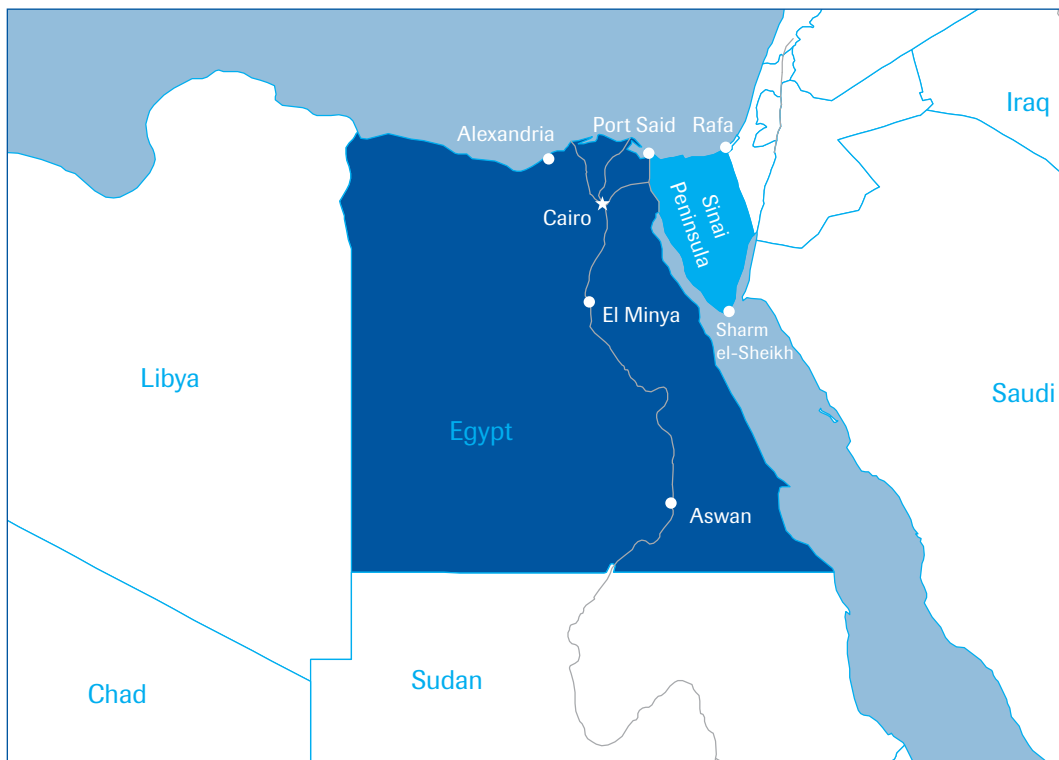 Iraq
Alexandria
Port Said
Rafa
Sinai
Peninsula
Cairo
El Minya
Sharm
el-Sheikh
Libya
Saudi
Egypt
Aswan
Sudan
Chad